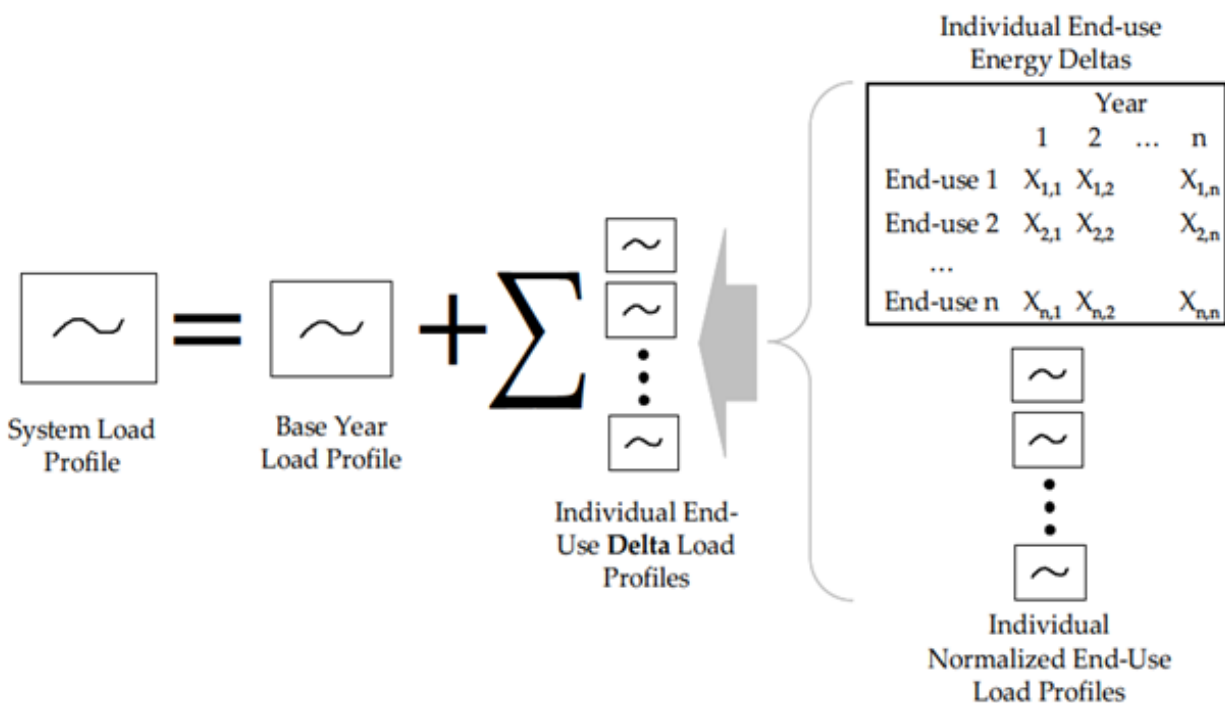 Individual End-use
Energy Deltas
Year
1 2 ... n
End-use 1 X1,1 X1,2 X1,n
End-use 2 X2,1 X2,2 X2,n
...
End-use n Xn,1 Xn,2 Xn,n
System Load
Profile
=
Base Year
Load Profile
+
∑
Individual End-
Use Delta Load
Profiles
Individual
Normalized End-Use
Load Profiles